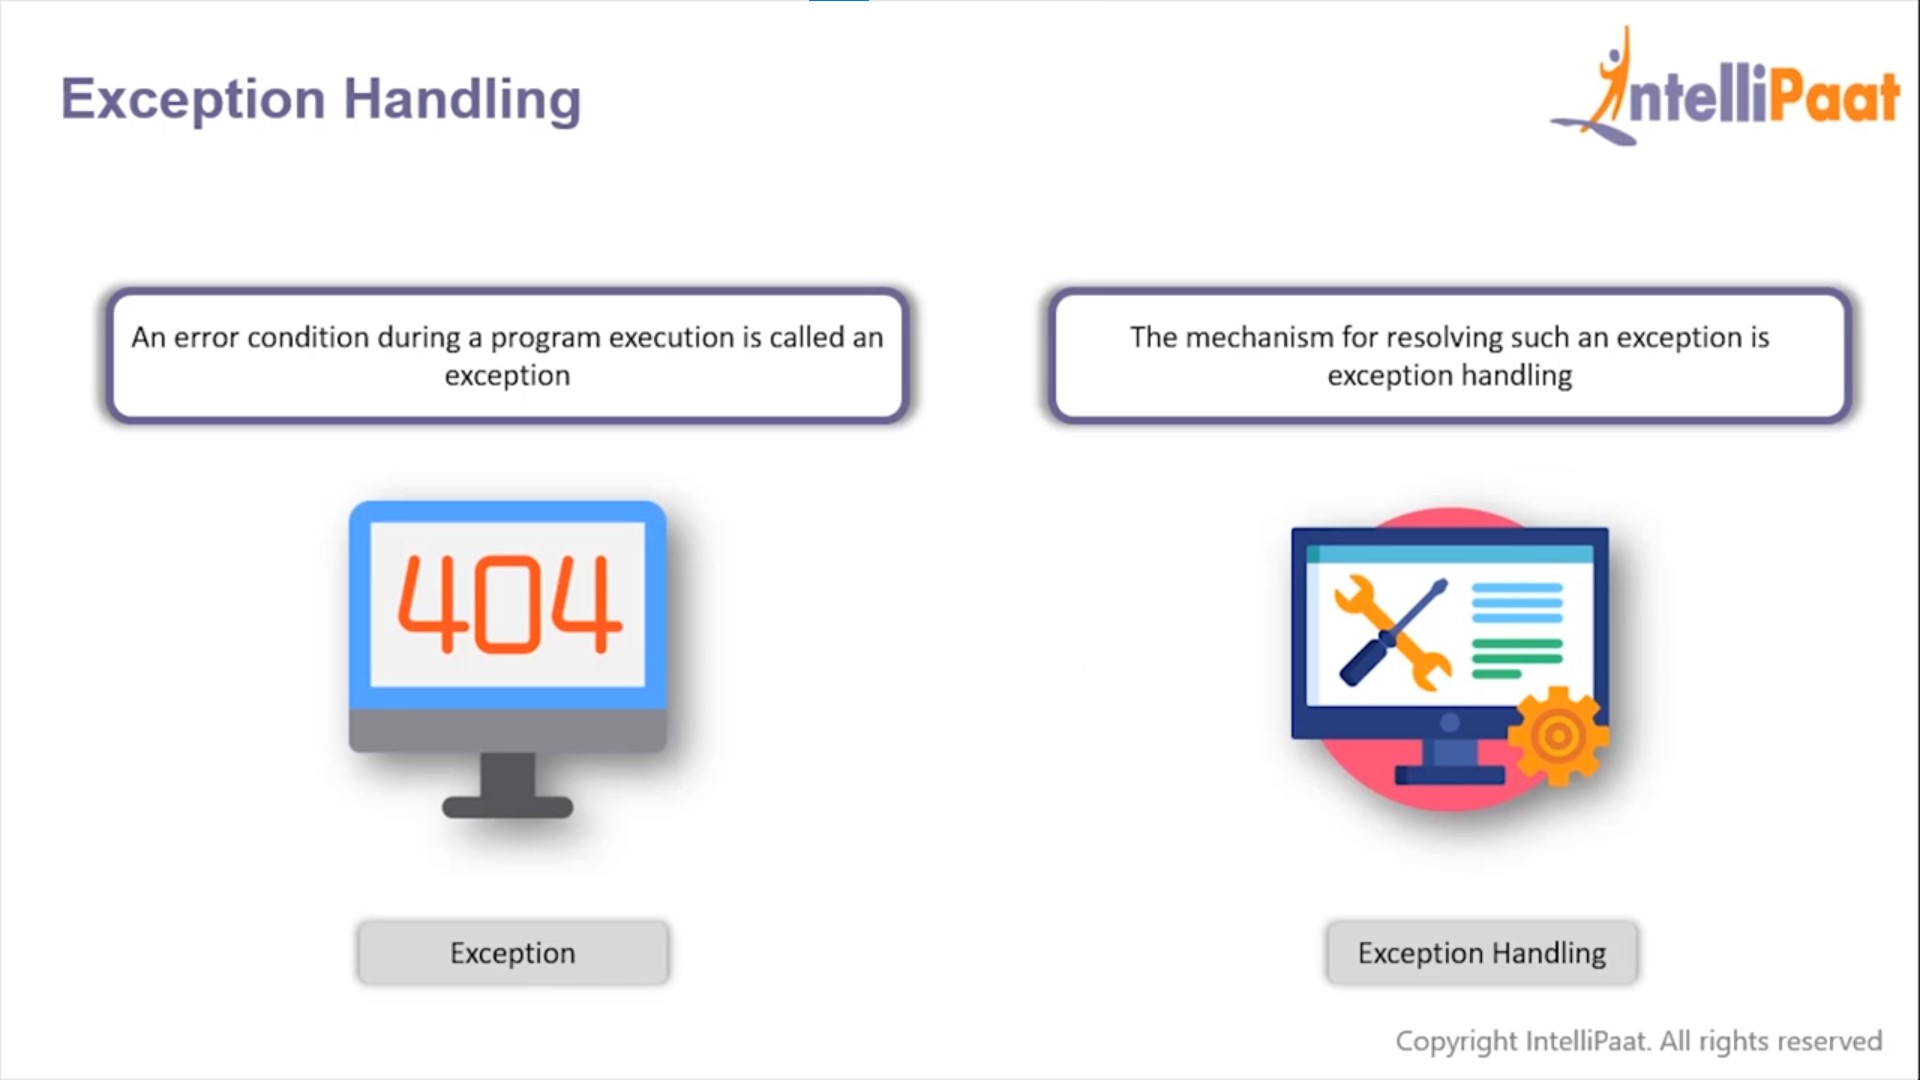 Exception Handling
IntelliPaat
An error condition during a program execution is called an
exception
The mechanism for resolving such an exception is
exception handling
404
Exception
Exception Handling
Copyright IntelliPaat. All rights reserved